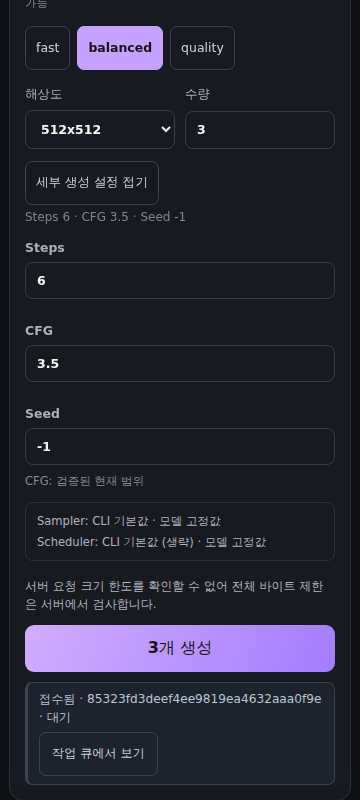 가능
fast balanced quality
해상도 수량
512x512 3
세부 생성 설정 접기
Steps 6 · CFG 3.5 · Seed -1
Steps
6
CFG
3.5
Seed
-1
CFG: 검증된 현재 범위
Sampler: CLI 기본값 · 모델 고정값
Scheduler: CLI 기본값 (생략) · 모델 고정값
서버 요청 크기 한도를 확인할 수 없어 전체 바이트 제한
은 서버에서 검사합니다.
3개 생성
접수됨 · 85323fd3deef4ee9819ea4632aaa0f9e
· 대기
작업 큐에서 보기